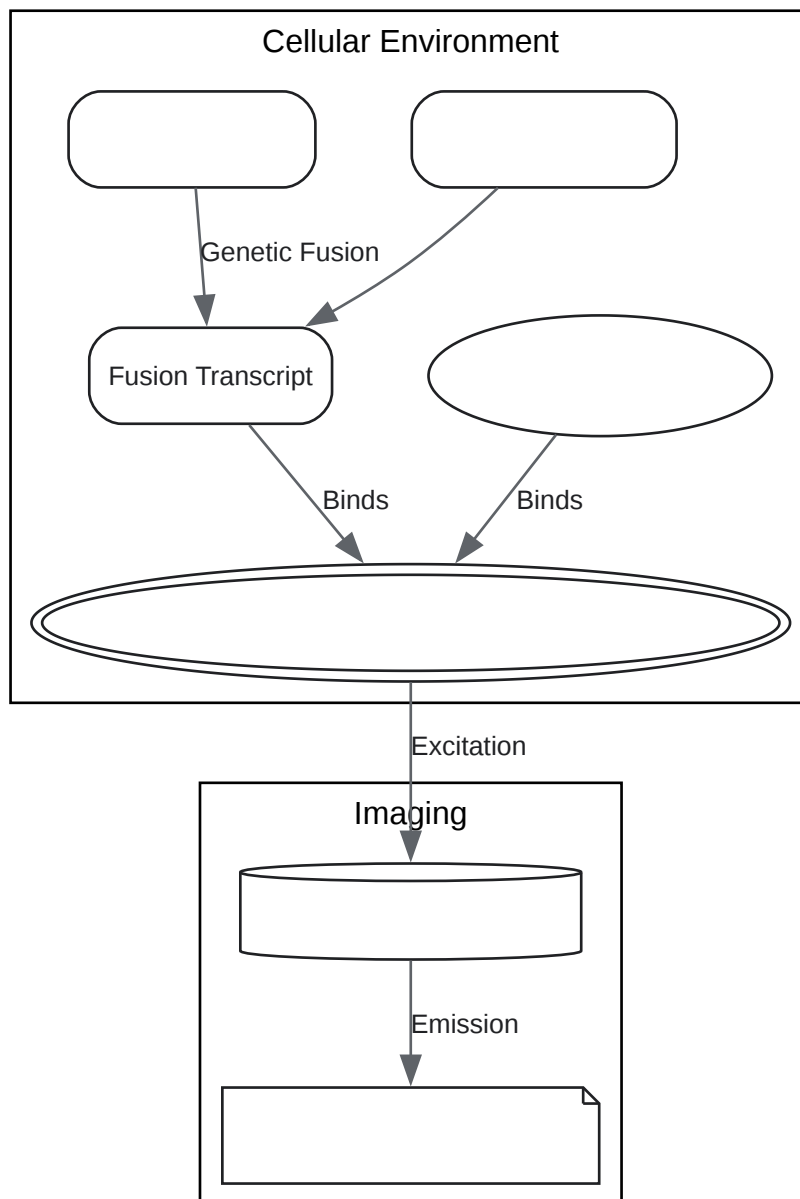 Cellular Environment
Genetic Fusion
Fusion Transcript
Binds
Binds
Excitation
Imaging
Emission